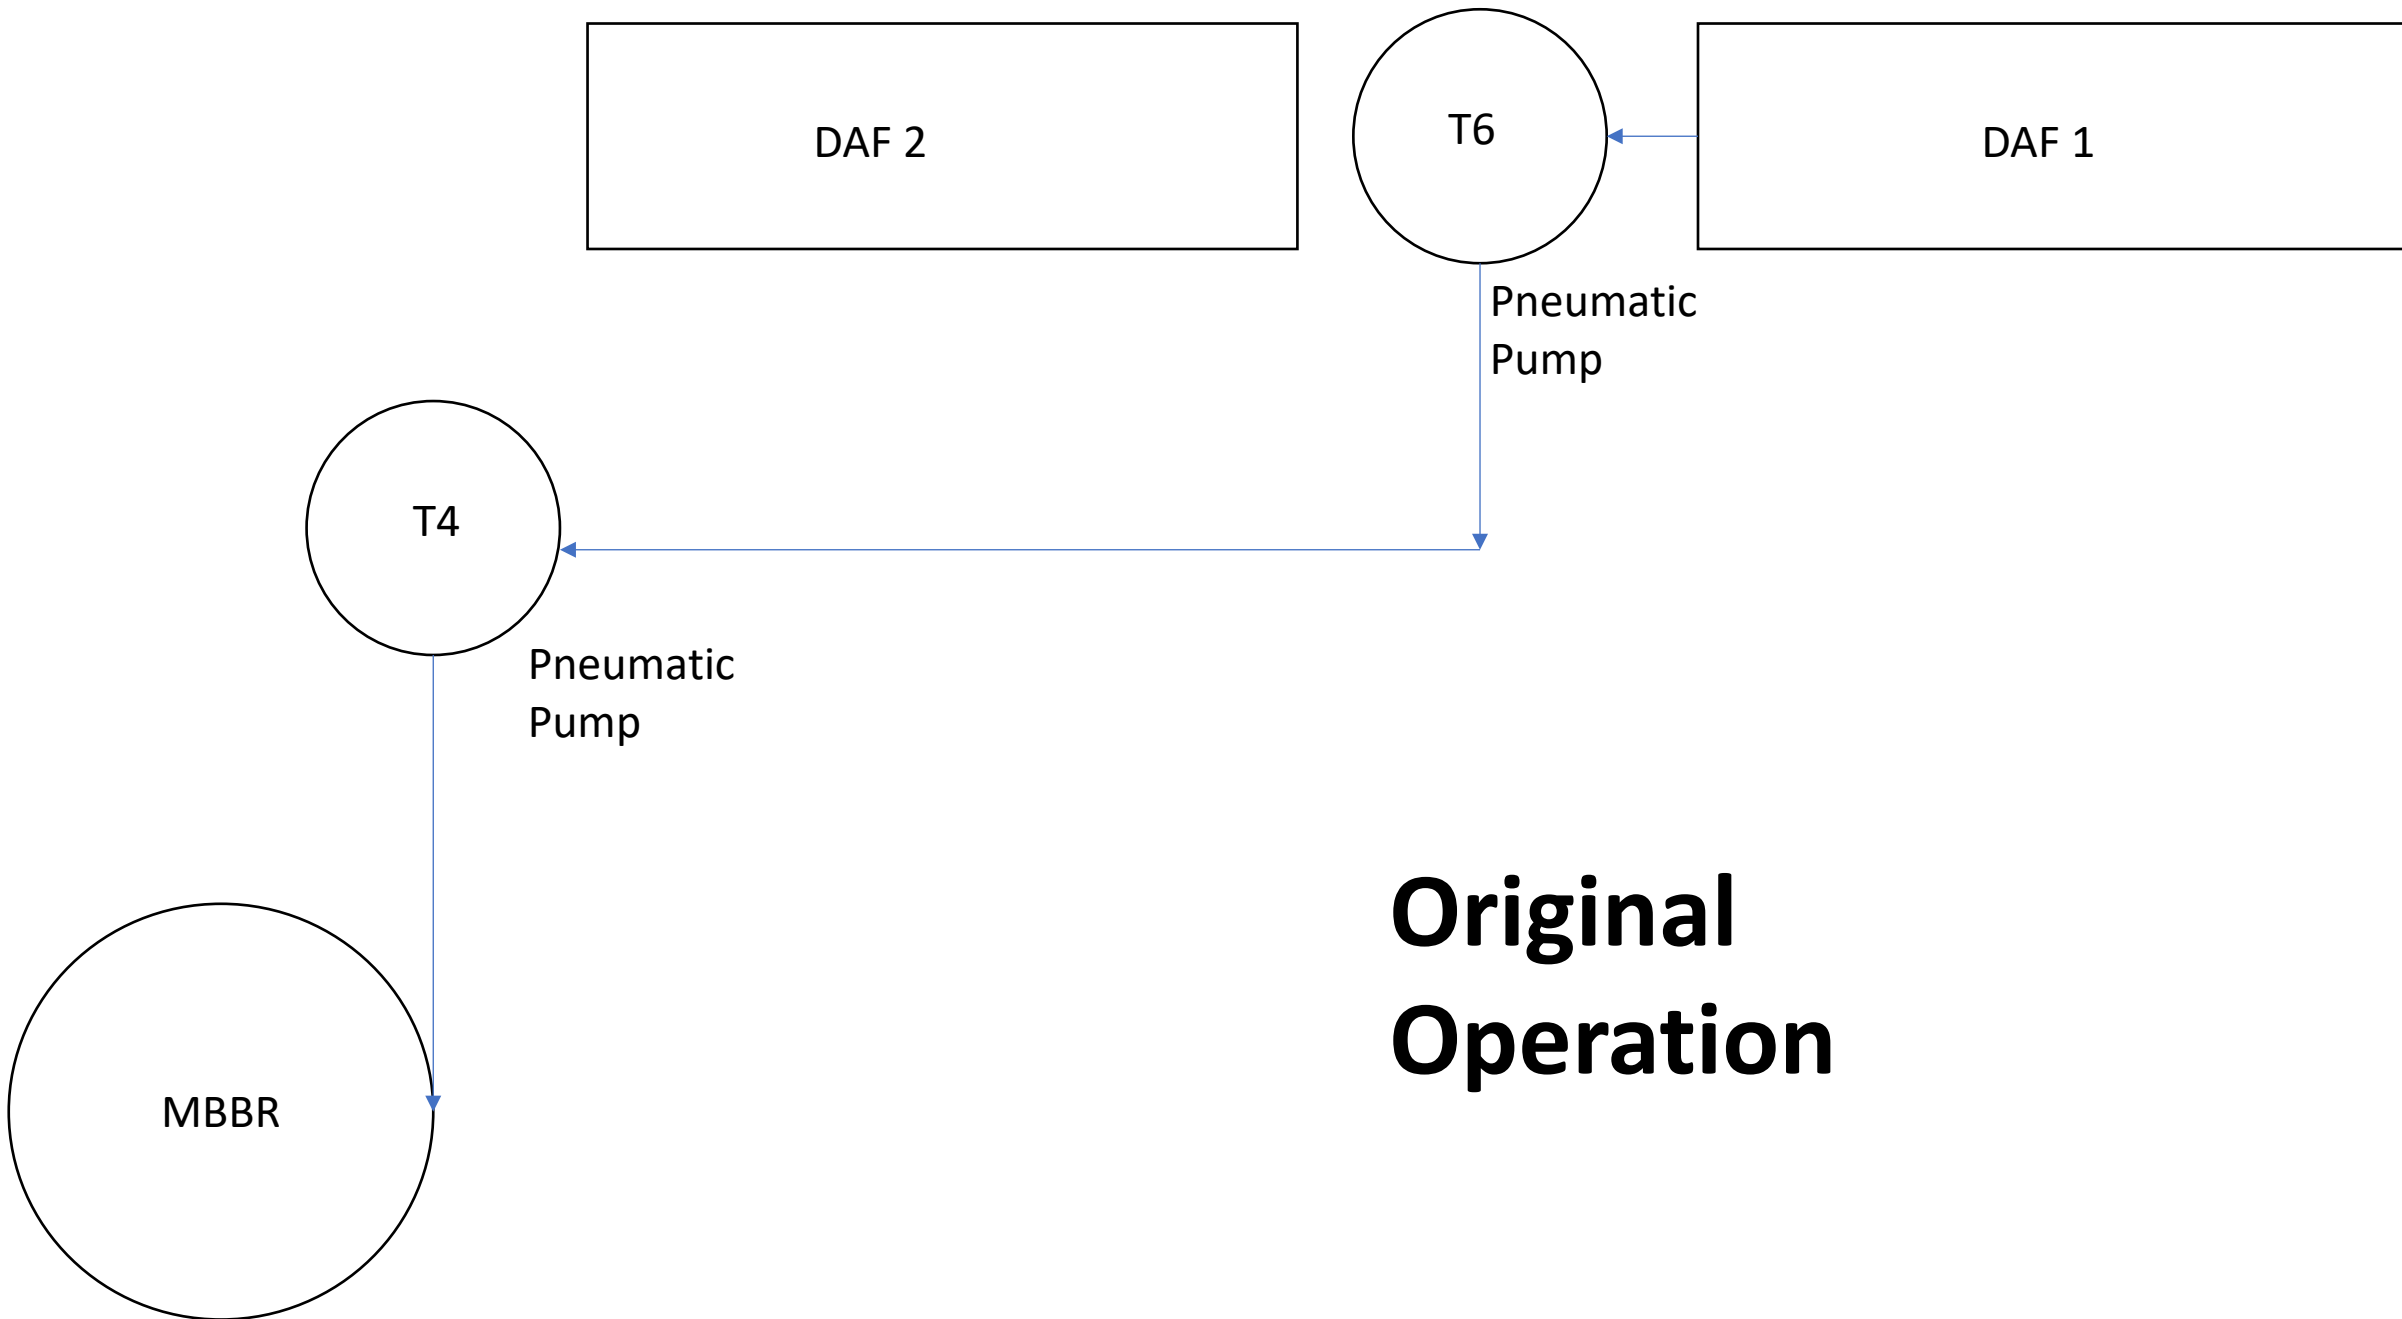 DAF 2
T6
DAF 1
Pneumatic
Pump
T4
Pneumatic
Pump
Original
Operation
MBBR